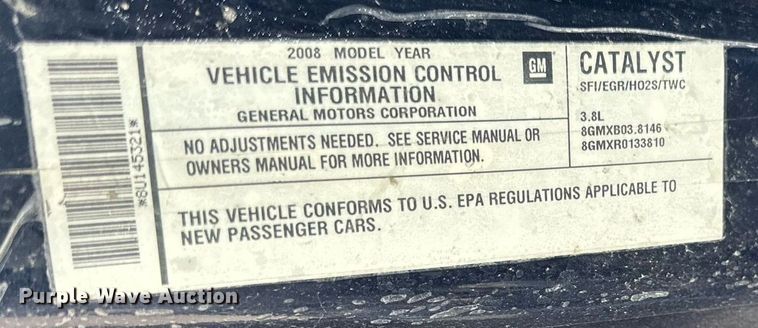 2008 MODEL YEAR
VEHICLE EMISSION CONTROL
INFORMATION
GENERAL MOTORS CORPORATION
GM
CATALYST
SFI/EGR/HO2S/TWC
3.8L
8GMXB03.8146
8GMXR0133810
NO ADJUSTMENTS NEEDED. SEE SERVICE MANUAL OR
OWNERS MANUAL FOR MORE INFORMATION.
THIS VEHICLE CONFORMS TO U.S. EPA REGULATIONS APPLICABLE TO
NEW PASSENGER CARS.
*8U145321*
Purple Wave Auction